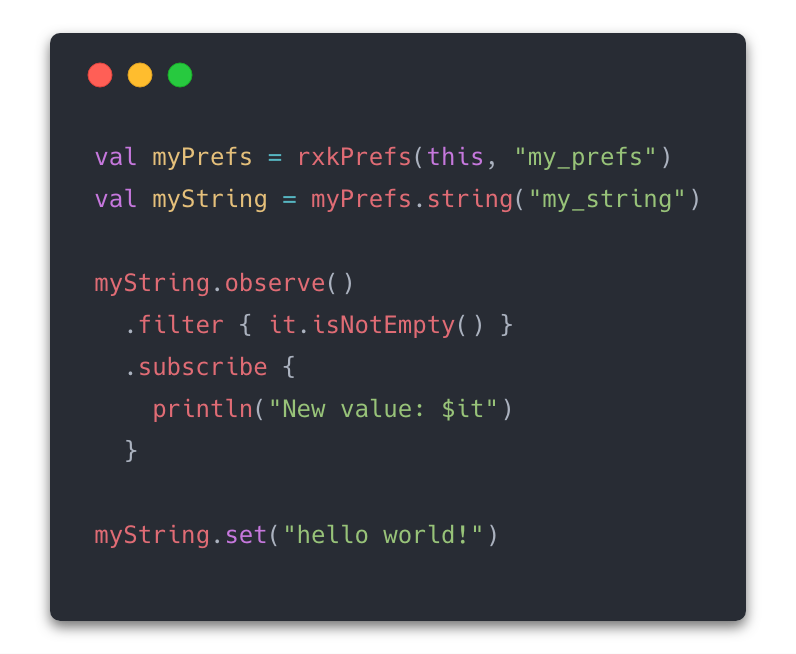 val myPrefs = rxkPrefs(this, "my_prefs")
val myString = myPrefs.string("my_string")
myString.observe()
  .filter { it.isNotEmpty() }
  .subscribe {
    println("New value: $it")
  }
myString.set("hello world!")